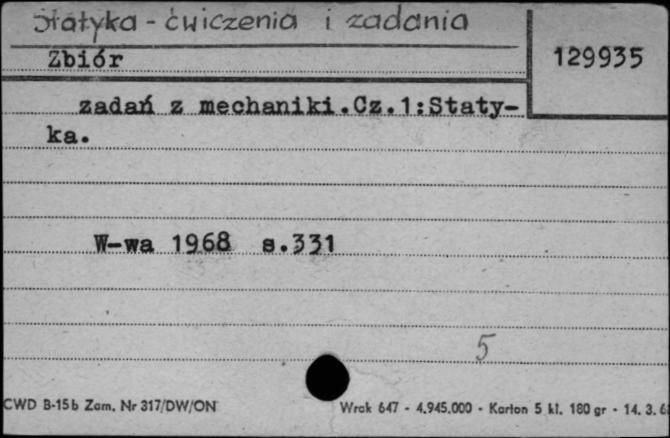 Statyka - ćwiczenia i zadania
Zbiór
129935
zadań z mechaniki.Cz.1:Staty-
ka.
W-wa 1968 s.331
5
CWD B-15b Zam. Nr 317/DW/ON
Wrak 647 - 4.945.000 - Karton 5 kl. 180 gr - 14. 3. 6